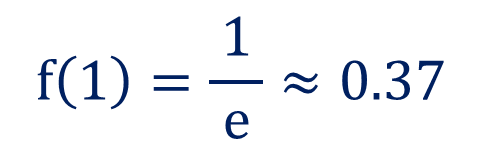 f(1) = 1/e ≈ 0.37